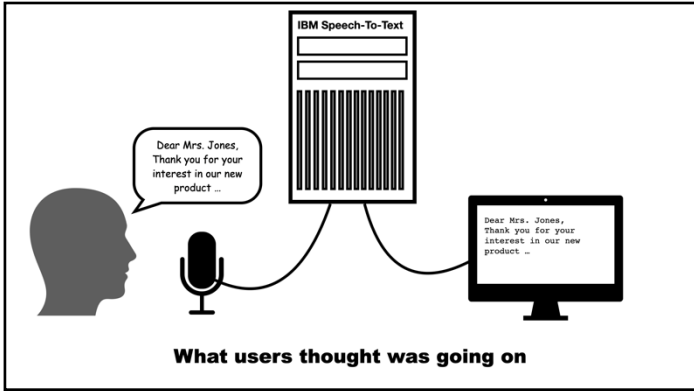 IBM Speech-To-Text
Dear Mrs. Jones,
Thank you for your
interest in our new
product …
Dear Mrs. Jones,
Thank you for your
interest in our new
product …
What users thought was going on